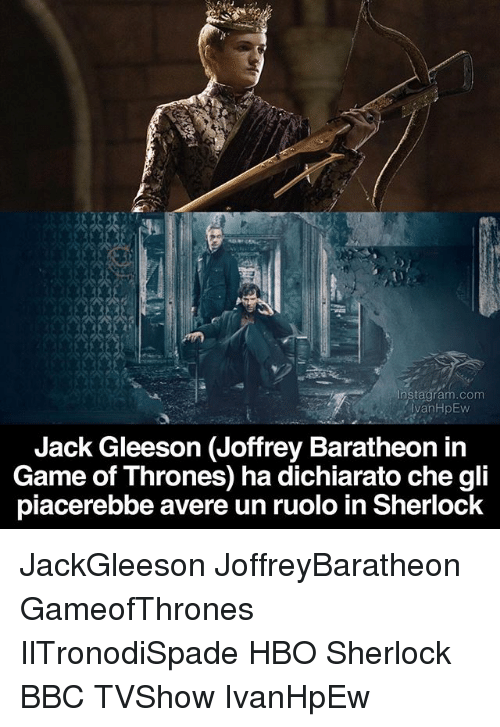 instagram.com
IvanHpEw
Jack Gleeson (Joffrey Baratheon in
Game of Thrones) ha dichiarato che gli
piacerebbe avere un ruolo in Sherlock
JackGleeson JoffreyBaratheon
GameofThrones
IlTronodiSpade HBO Sherlock
BBC TVShow IvanHpEw